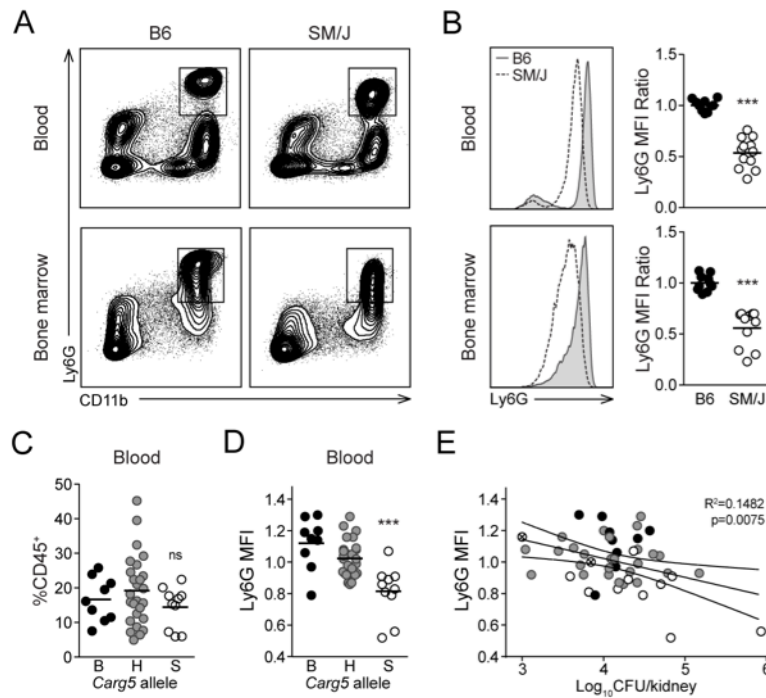 A
B6
SM/J
Blood
Bone marrow
Ly6G
CD11b
B
B6
SM/J
Ly6G
Ly6G MFI Ratio
1.5
1.0
0.5
0.0
***
Ly6G MFI Ratio
1.5
1.0
0.5
0.0
***
B6 SM/J
C
Blood
%CD45+
50
40
30
20
10
0
ns
B H S
Carg5 allele
D
Blood
Ly6G MFI
1.4
1.2
1.0
0.8
0.6
0.4
***
B H S
Carg5 allele
E
Ly6G MFI
1.6
1.4
1.2
1.0
0.8
0.6
0.4
R²=0.1482
p=0.0075
3 4 5 6
Log₁₀CFU/kidney